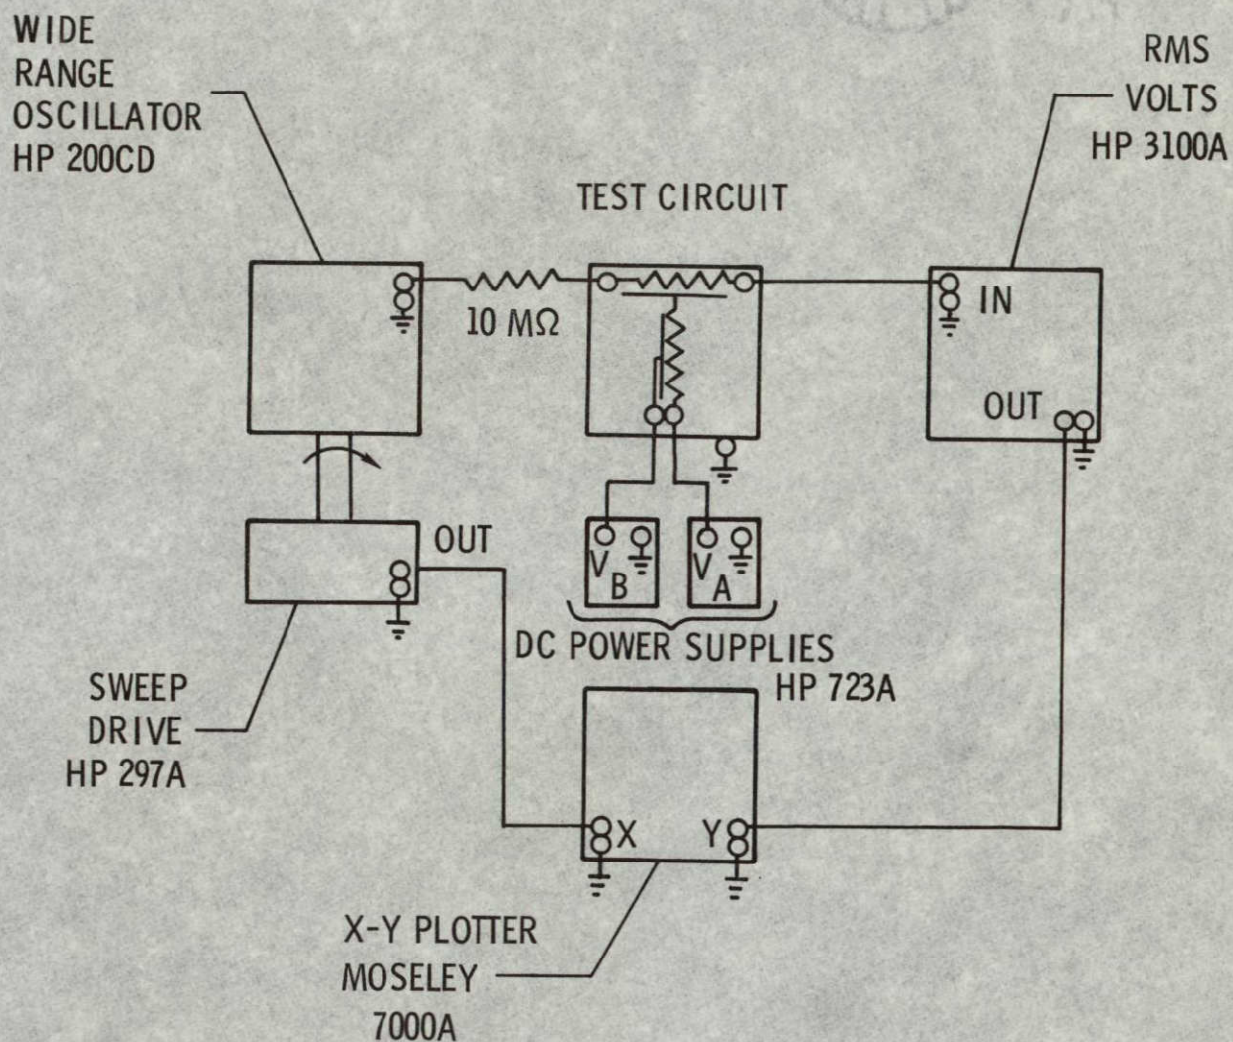 WIDE
RANGE
OSCILLATOR
HP 200CD
RMS
VOLTS
HP 3100A
TEST CIRCUIT
10 MΩ
IN
OUT
OUT
V B
V A
DC POWER SUPPLIES
HP 723A
SWEEP
DRIVE
HP 297A
X
Y
X-Y PLOTTER
MOSELEY
7000A